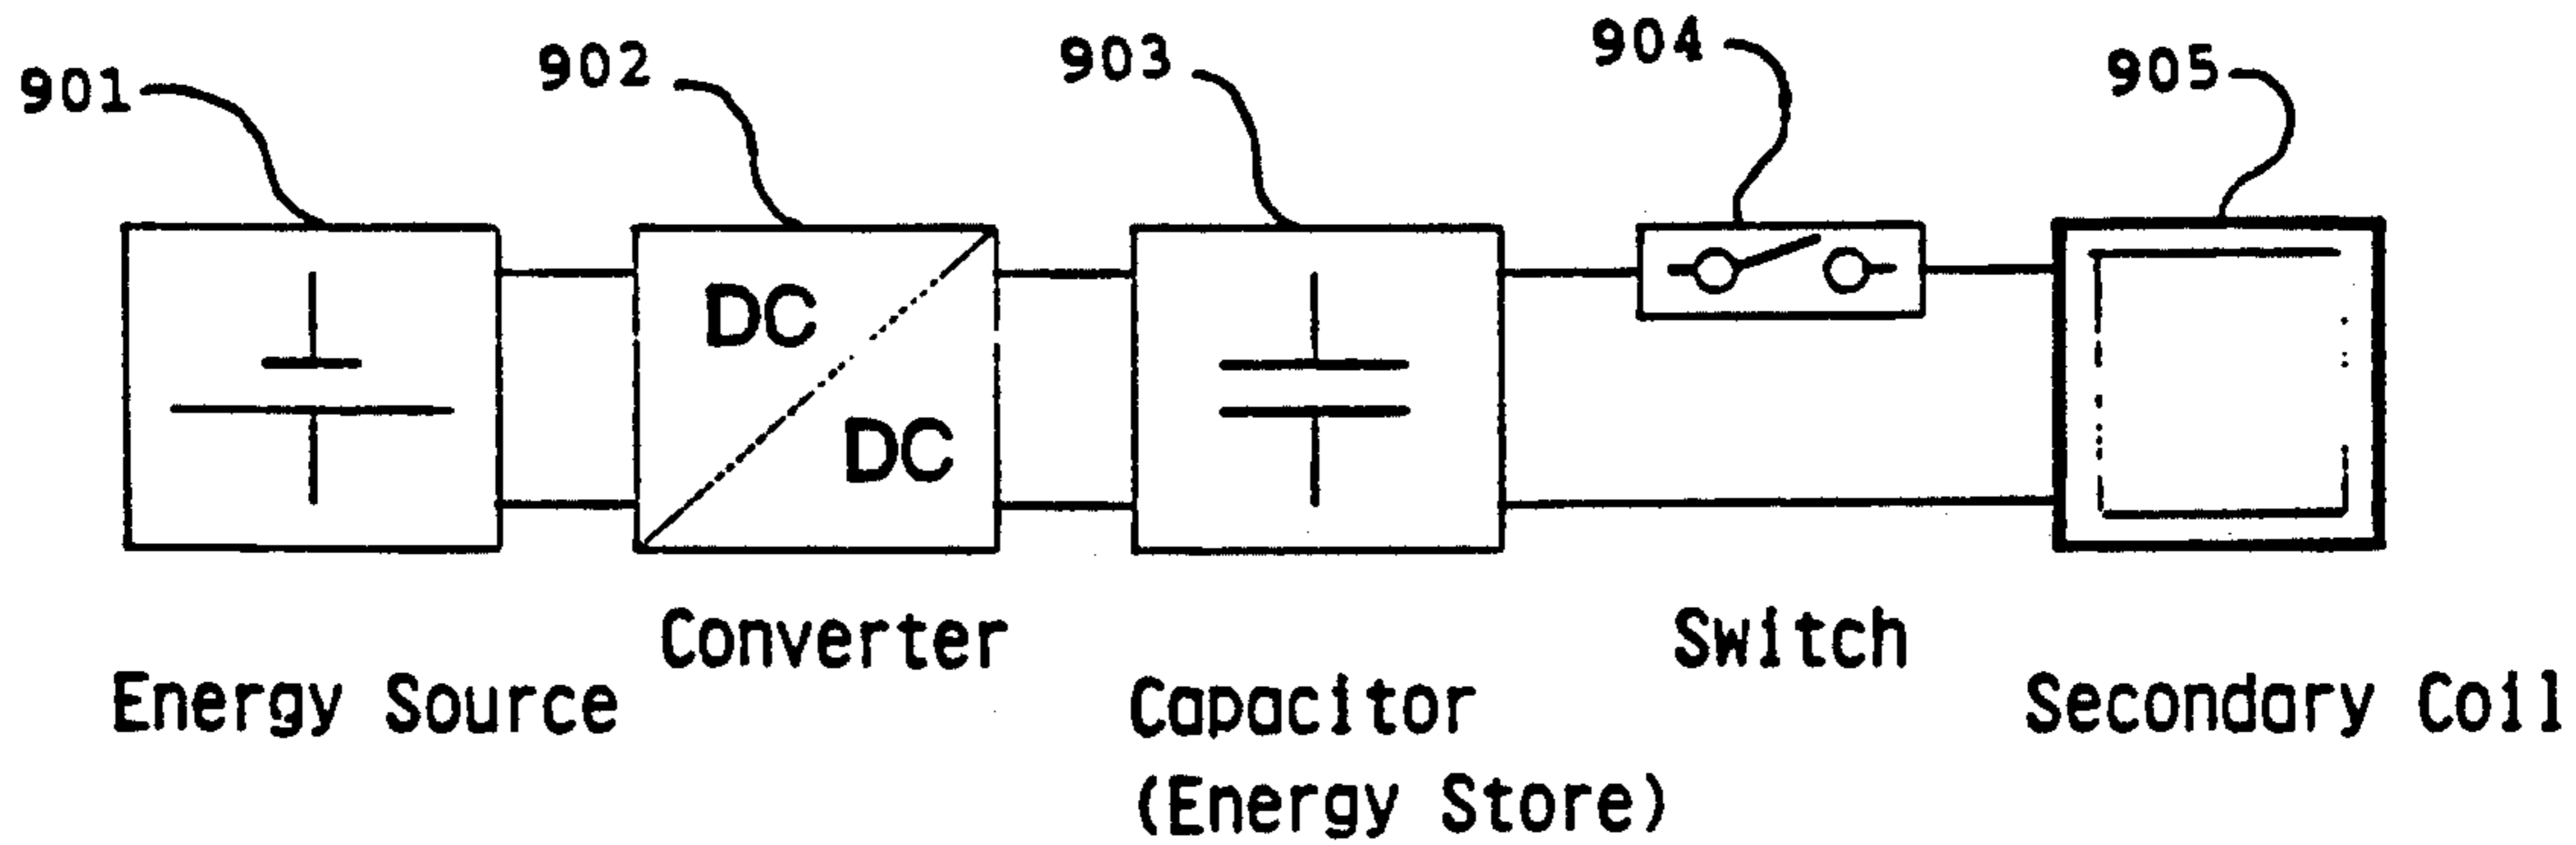 901
902
903
904
905
DC
DC
Energy Source
Converter
Capacitor
(Energy Store)
Switch
Secondary Coil